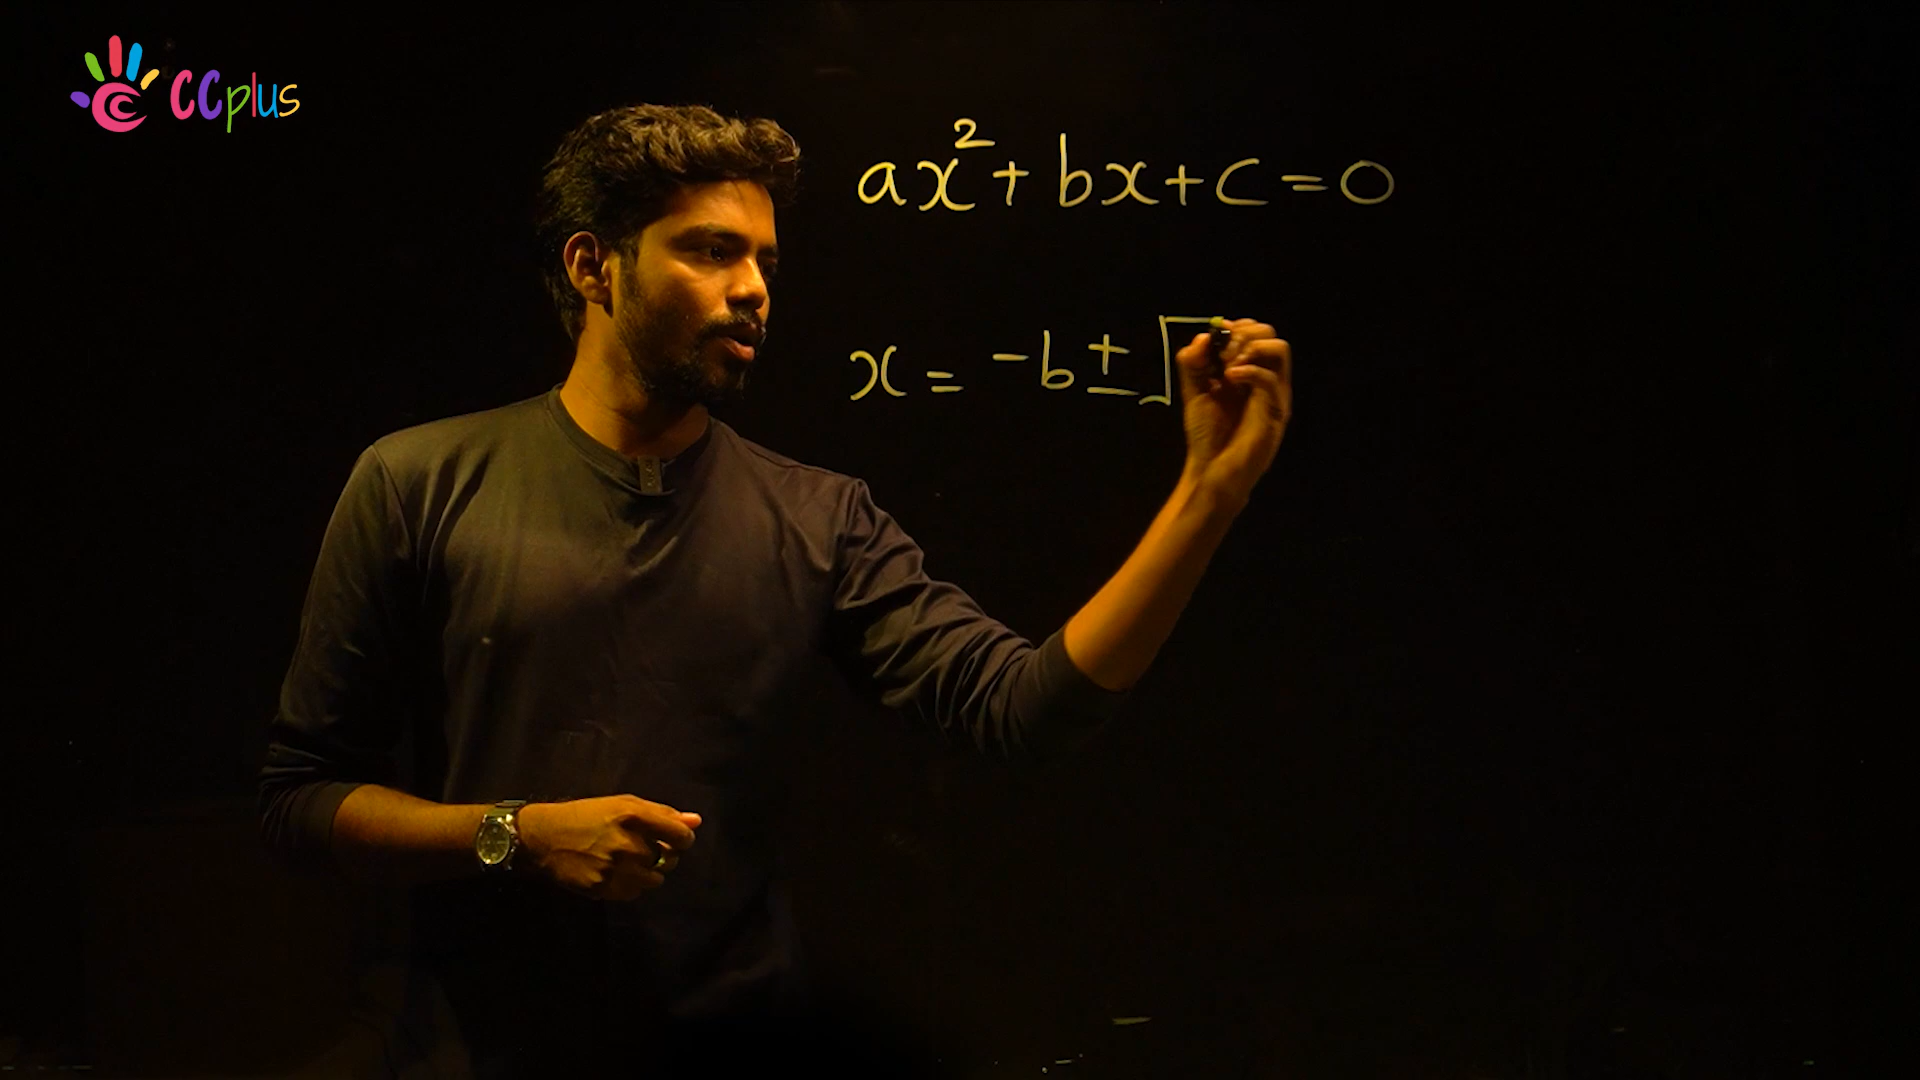 CCplus
ax²+bx+c=0
x = -b ± √